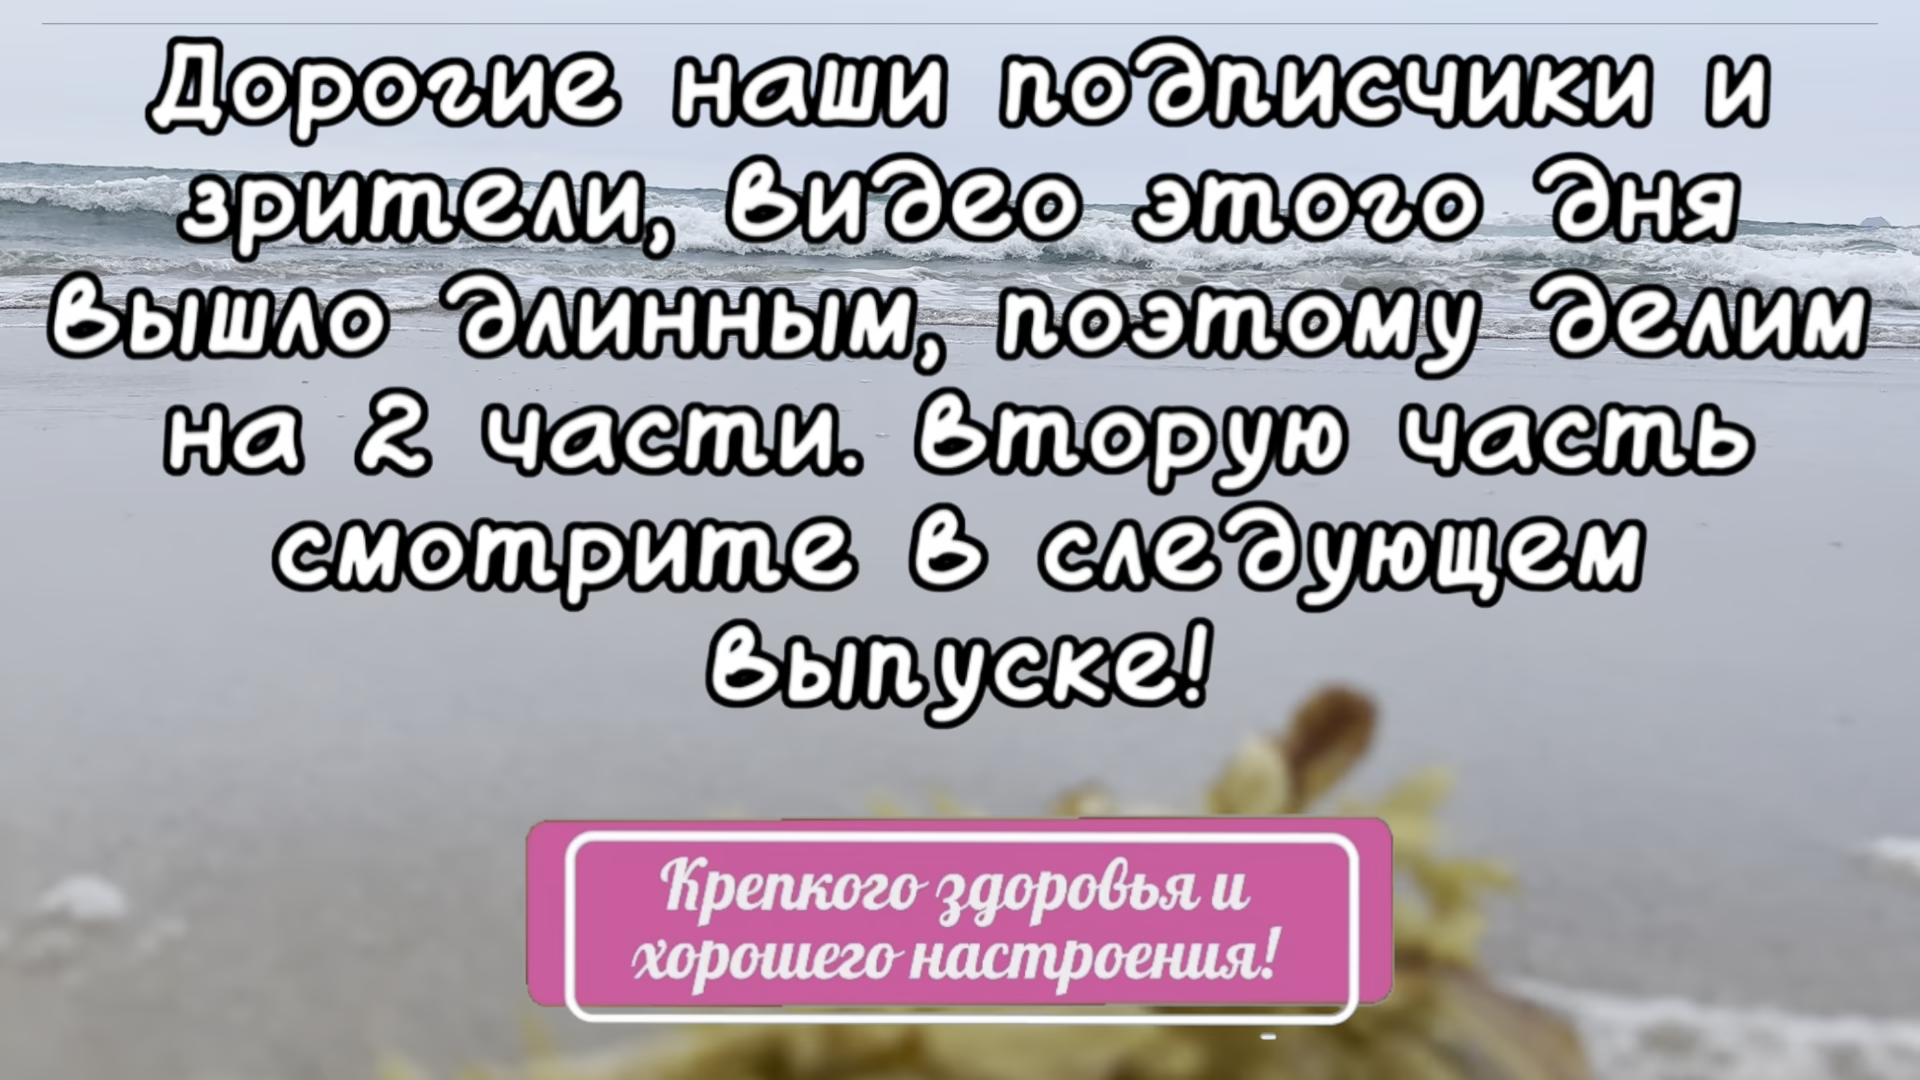 Дорогие наши подписчики и
зрители, видео этого дня
вышло длинным, поэтому делим
на 2 части. Вторую часть
смотрите в следующем
выпуске!
Крепкого здоровья и
хорошего настроения!